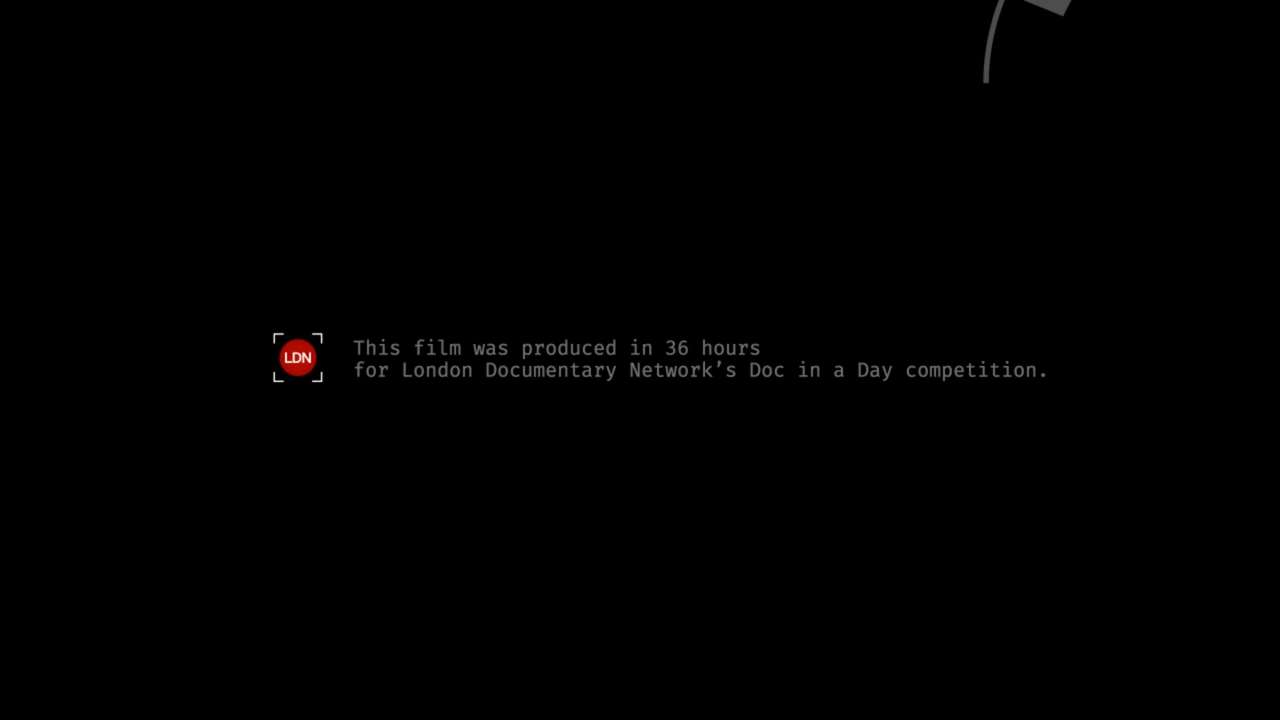 LDN
This film was produced in 36 hours
for London Documentary Network’s Doc in a Day competition.